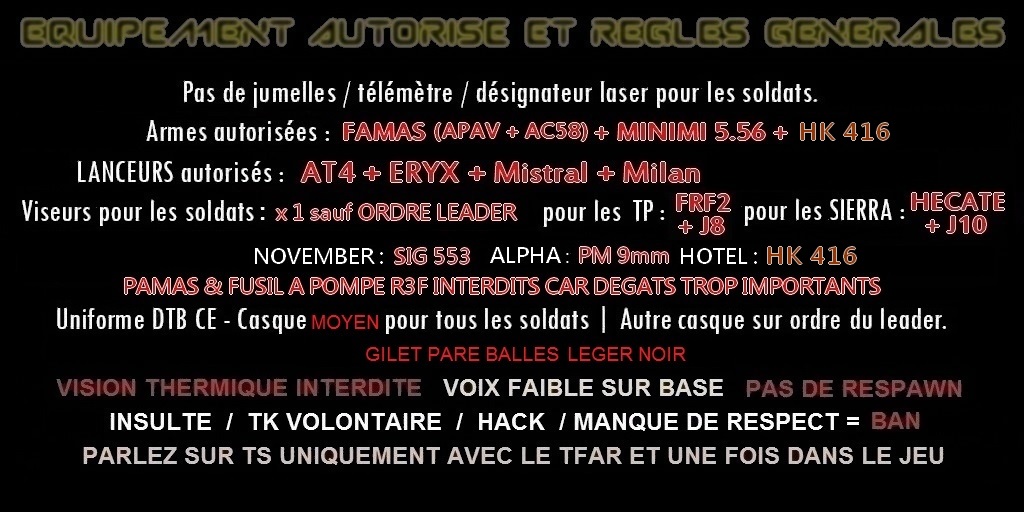 EQUIPEMENT AUTORISE ET REGLES GENERALES
Pas de jumelles / télémètre / désignateur laser pour les soldats.
Armes autorisées : FAMAS (APAV + AC58) + MINIMI 5.56 + HK 416
LANCEURS autorisés : AT4 + ERYX + Mistral + Milan
Viseurs pour les soldats : x 1 sauf ORDRE LEADER pour les TP : FRF2 + J8 pour les SIERRA : HECATE + J10
NOVEMBER : SIG 553 ALPHA : PM 9mm HOTEL : HK 416
PAMAS & FUSIL A POMPE R3F INTERDITS CAR DEGATS TROP IMPORTANTS
Uniforme DTB CE - Casque MOYEN pour tous les soldats | Autre casque sur ordre du leader.
GILET PARE BALLES LEGER NOIR
VISION THERMIQUE INTERDITE VOIX FAIBLE SUR BASE PAS DE RESPAWN
INSULTE / TK VOLONTAIRE / HACK / MANQUE DE RESPECT = BAN
PARLEZ SUR TS UNIQUEMENT AVEC LE TFAR ET UNE FOIS DANS LE JEU